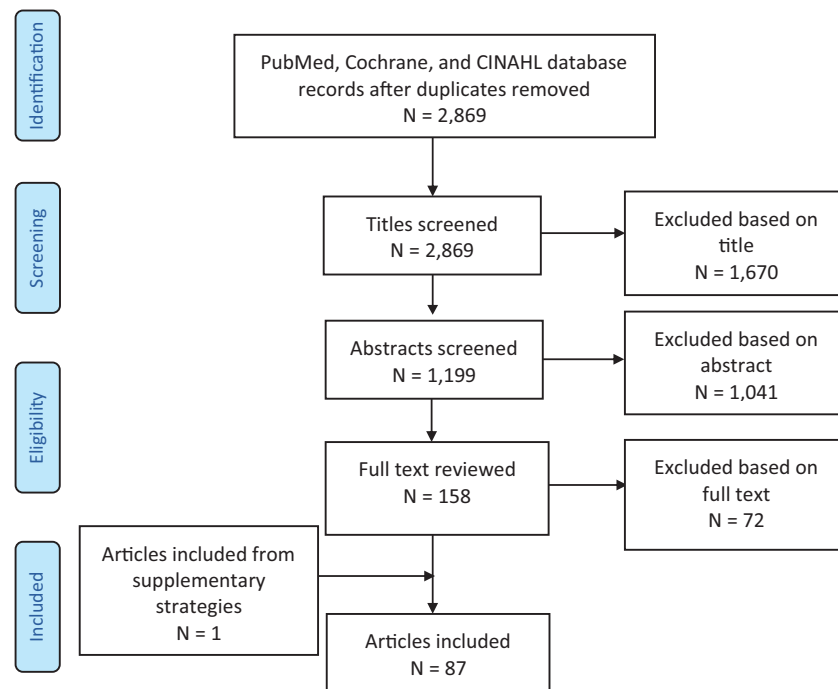 Identification
PubMed, Cochrane, and CINAHL database
records after duplicates removed
N = 2,869
Screening
Titles screened
N = 2,869
Excluded based on
title
N = 1,670
Abstracts screened
N = 1,199
Excluded based on
abstract
N = 1,041
Eligibility
Full text reviewed
N = 158
Excluded based on
full text
N = 72
Included
Articles included from
supplementary
strategies
N = 1
Articles included
N = 87